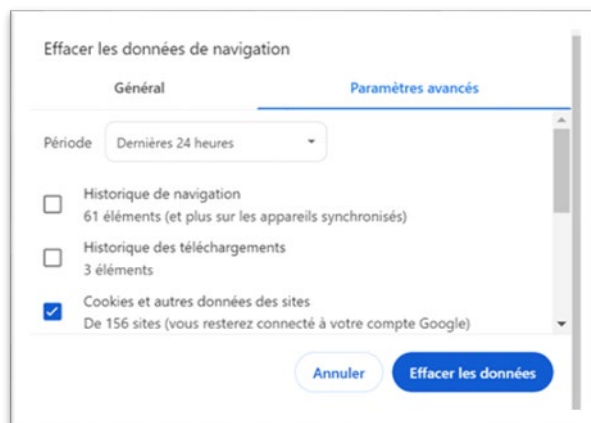 Effacer les données de navigation
Général
Paramètres avancés
Période
Dernières 24 heures
Historique de navigation
61 éléments (et plus sur les appareils synchronisés)
Historique des téléchargements
3 éléments
Cookies et autres données des sites
De 156 sites (vous resterez connecté à votre compte Google)
Annuler
Effacer les données